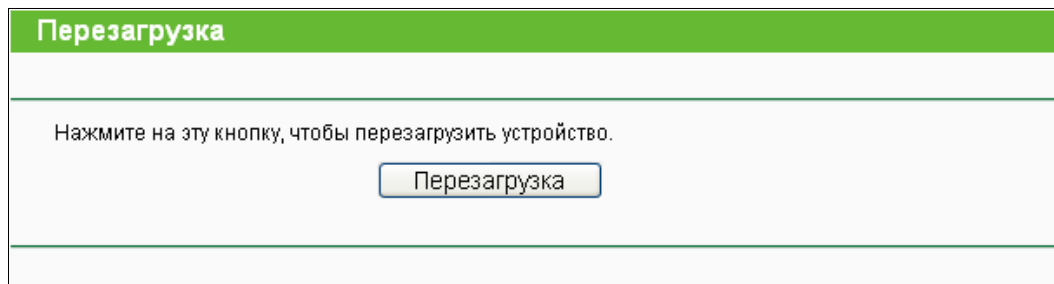 Перезагрузка
Нажмите на эту кнопку, чтобы перезагрузить устройство.
Перезагрузка